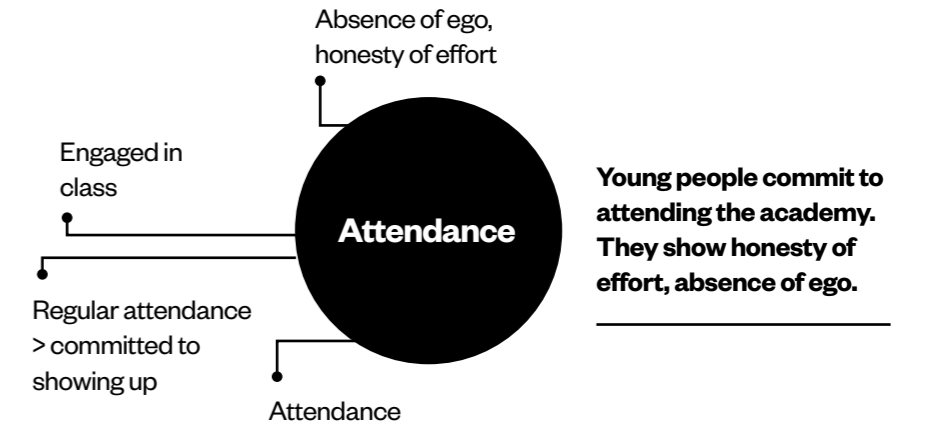 Absence of ego,
honesty of effort
Engaged in
class
Attendance
Young people commit to
attending the academy.
They show honesty of
effort, absence of ego.
Regular attendance
> committed to
showing up
Attendance